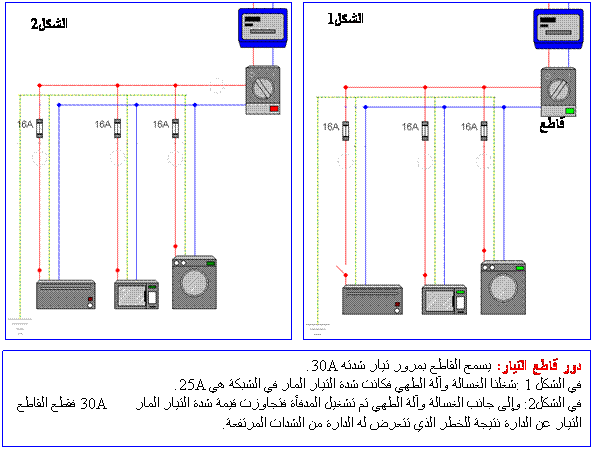 الشكل1
قاطع
16A
16A
16A
الشكل2
16A
16A
16A
دور قاطع التيار: يسمح القاطع بمرور تيار شدته 30A.
في الشكل 1 :شغلنا الغسالة وآلة الطهي فكانت شدة التيار المار في الشبكة هي 25A.
في الشكل2: وإلى جانب الغسالة وآلة الطهي تم تشغيل المدفأة فتجاوزت قيمة شدة التيار المار 30A فقطع القاطع
التيار عن الدارة نتيجة للخطر الذي تتعرض له الدارة من الشدات المرتفعة.